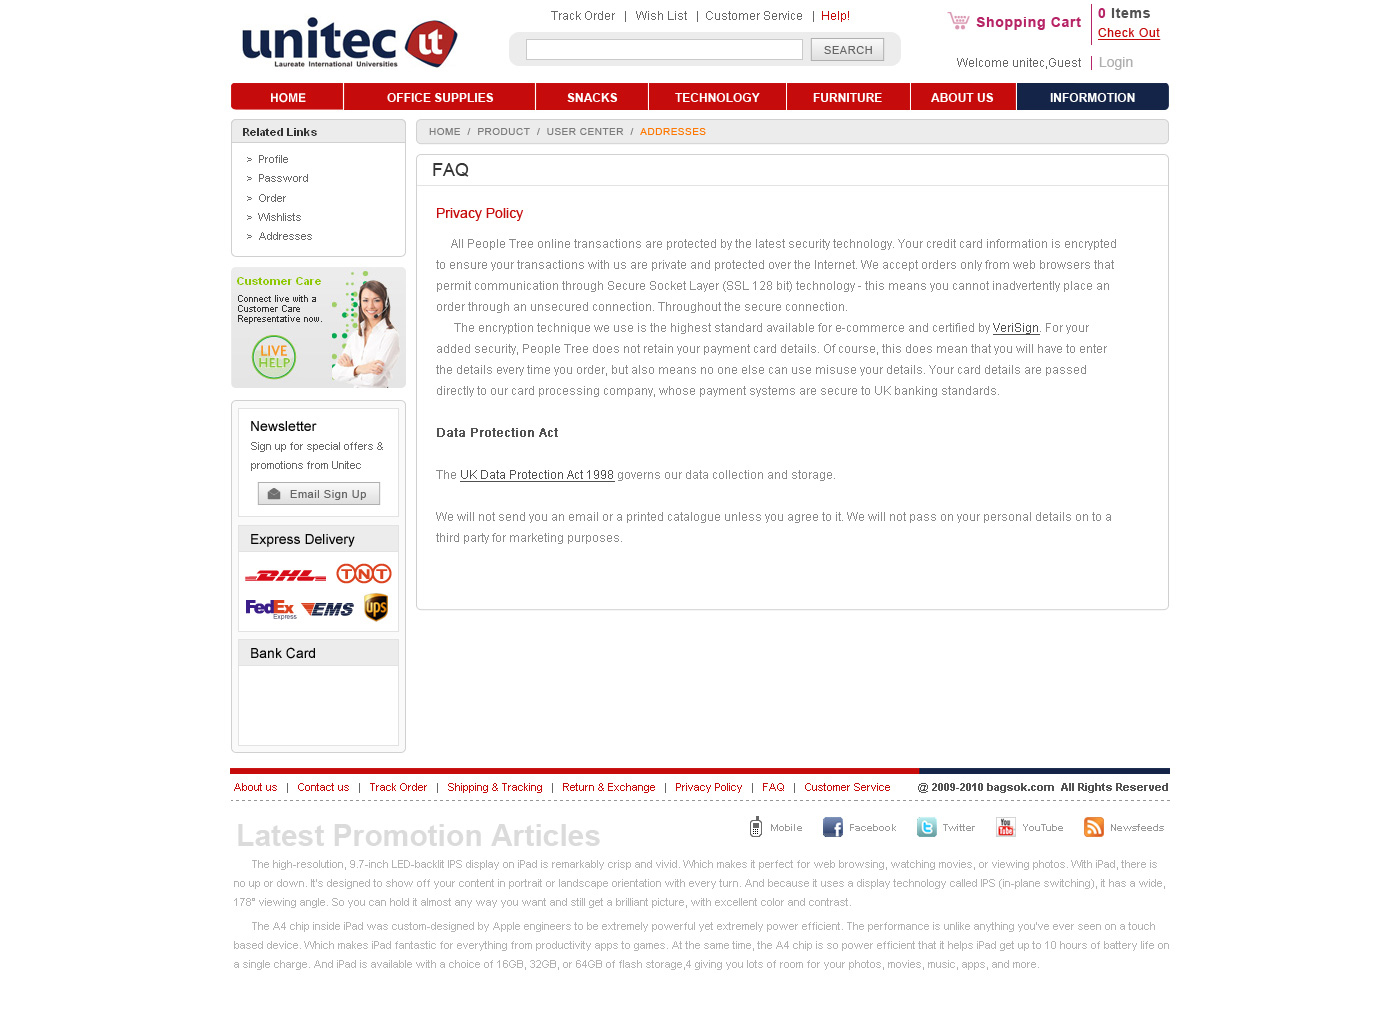 Track Order | Wish List | Customer Service | Help!
Shopping Cart
0 Items
Check Out
unitec ut
Laureate International Universities
SEARCH
Welcome unitec,Guest | Login
HOME OFFICE SUPPLIES SNACKS TECHNOLOGY FURNITURE ABOUT US INFORMOTION
Related Links
> Profile
> Password
> Order
> Wishlists
> Addresses
Customer Care
Connect live with a
Customer Care
Representative now.
LIVE
HELP
Newsletter
Sign up for special offers &
promotions from Unitec
Email Sign Up
Express Delivery
DHL TNT
FedEx Express EMS ups
Bank Card
HOME / PRODUCT / USER CENTER / ADDRESSES
FAQ
Privacy Policy
All People Tree online transactions are protected by the latest security technology. Your credit card information is encrypted
to ensure your transactions with us are private and protected over the Internet. We accept orders only from web browsers that
permit communication through Secure Socket Layer (SSL 128 bit) technology - this means you cannot inadvertently place an
order through an unsecured connection. Throughout the secure connection.
The encryption technique we use is the highest standard available for e-commerce and certified by VeriSign. For your
added security, People Tree does not retain your payment card details. Of course, this does mean that you will have to enter
the details every time you order, but also means no one else can use misuse your details. Your card details are passed
directly to our card processing company, whose payment systems are secure to UK banking standards.
Data Protection Act
The UK Data Protection Act 1998 governs our data collection and storage.
We will not send you an email or a printed catalogue unless you agree to it. We will not pass on your personal details on to a
third party for marketing purposes.
About us | Contact us | Track Order | Shipping & Tracking | Return & Exchange | Privacy Policy | FAQ | Customer Service
@ 2009-2010 bagsok.com All Rights Reserved
Latest Promotion Articles
Mobile Facebook Twitter YouTube Newsfeeds
The high-resolution, 9.7-inch LED-backlit IPS display on iPad is remarkably crisp and vivid. Which makes it perfect for web browsing, watching movies, or viewing photos. With iPad, there is
no up or down. It's designed to show off your content in portrait or landscape orientation with every turn. And because it uses a display technology called IPS (in-plane switching), it has a wide,
178° viewing angle. So you can hold it almost any way you want and still get a brilliant picture, with excellent color and contrast.
The A4 chip inside iPad was custom-designed by Apple engineers to be extremely powerful yet extremely power efficient. The performance is unlike anything you've ever seen on a touch
based device. Which makes iPad fantastic for everything from productivity apps to games. At the same time, the A4 chip is so power efficient that it helps iPad get up to 10 hours of battery life on
a single charge. And iPad is available with a choice of 16GB, 32GB, or 64GB of flash storage,4 giving you lots of room for your photos, movies, music, apps, and more.